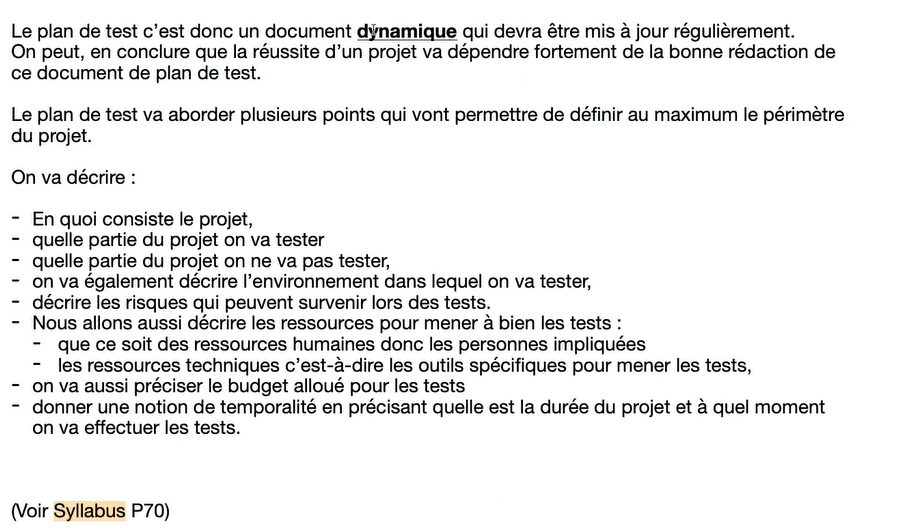 Le plan de test c’est donc un document dynamique qui devra être mis à jour régulièrement.
On peut, en conclure que la réussite d’un projet va dépendre fortement de la bonne rédaction de
ce document de plan de test.
Le plan de test va aborder plusieurs points qui vont permettre de définir au maximum le périmètre
du projet.
On va décrire :
- En quoi consiste le projet,
- quelle partie du projet on va tester
- quelle partie du projet on ne va pas tester,
- on va également décrire l’environnement dans lequel on va tester,
- décrire les risques qui peuvent survenir lors des tests.
- Nous allons aussi décrire les ressources pour mener à bien les tests :
- que ce soit des ressources humaines donc les personnes impliquées
- les ressources techniques c’est-à-dire les outils spécifiques pour mener les tests,
- on va aussi préciser le budget alloué pour les tests
- donner une notion de temporalité en précisant quelle est la durée du projet et à quel moment
on va effectuer les tests.
(Voir Syllabus P70)